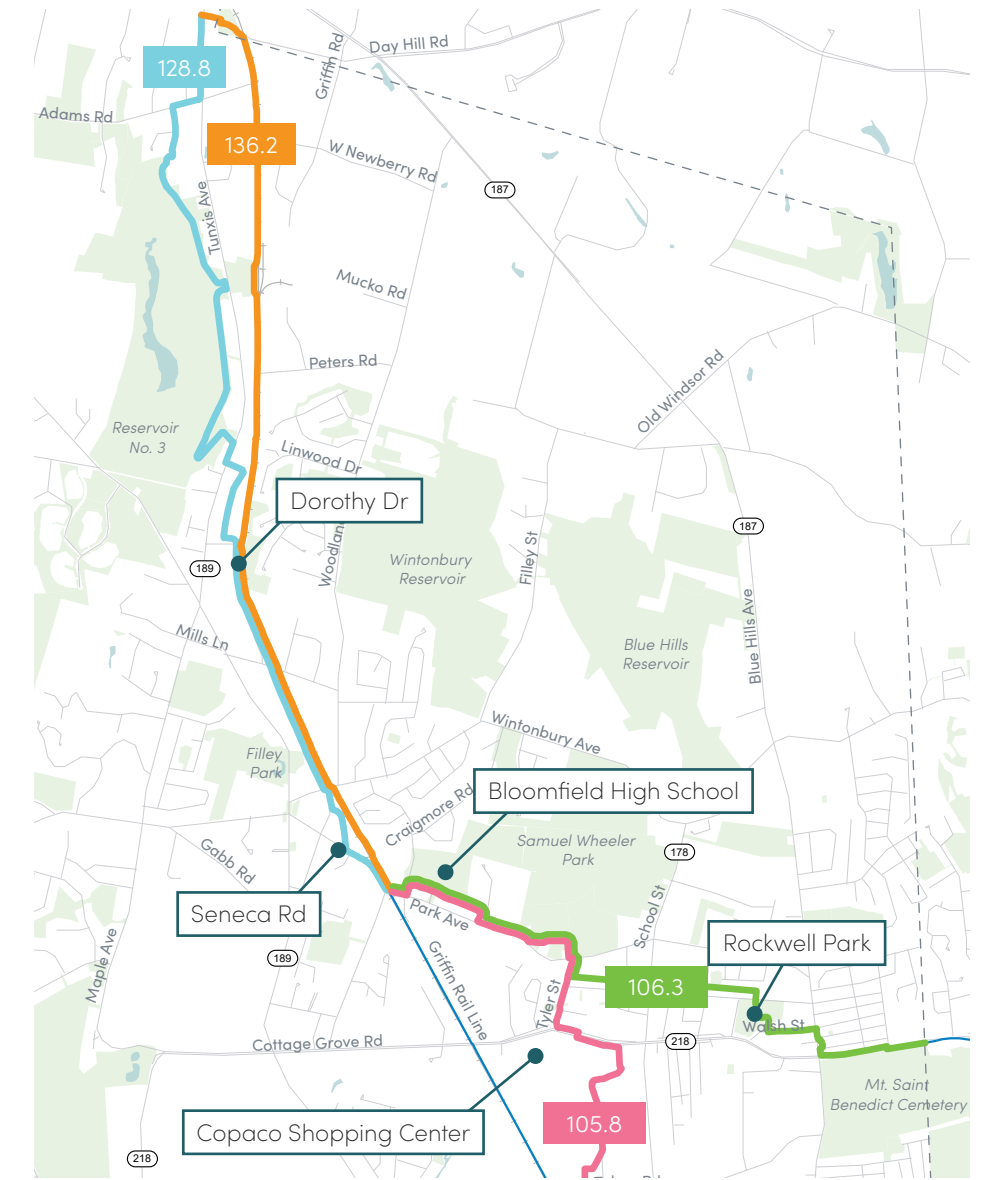 Day Hill Rd
Griffin Rd
128.8
Adams Rd
136.2
W Newberry Rd
187
Tunxis Ave
Mucko Rd
Peters Rd
Old Windsor Rd
Reservoir
No. 3
Linwood Dr
Dorothy Dr
187
Woodlan
Filley St
189
Wintonbury
Reservoir
Blue Hills Ave
Mills Ln
Blue Hills
Reservoir
Wintonbury Ave
Filley
Park
Bloomfield High School
Craigmore Rd
Samuel Wheeler
Park
178
Gabb Rd
Seneca Rd
Park Ave
School St
Rockwell Park
Maple Ave
189
Griffin Rail Line
106.3
Tyler St
Walsh St
Cottage Grove Rd
218
Mt. Saint
Benedict Cemetery
Copaco Shopping Center
105.8
218